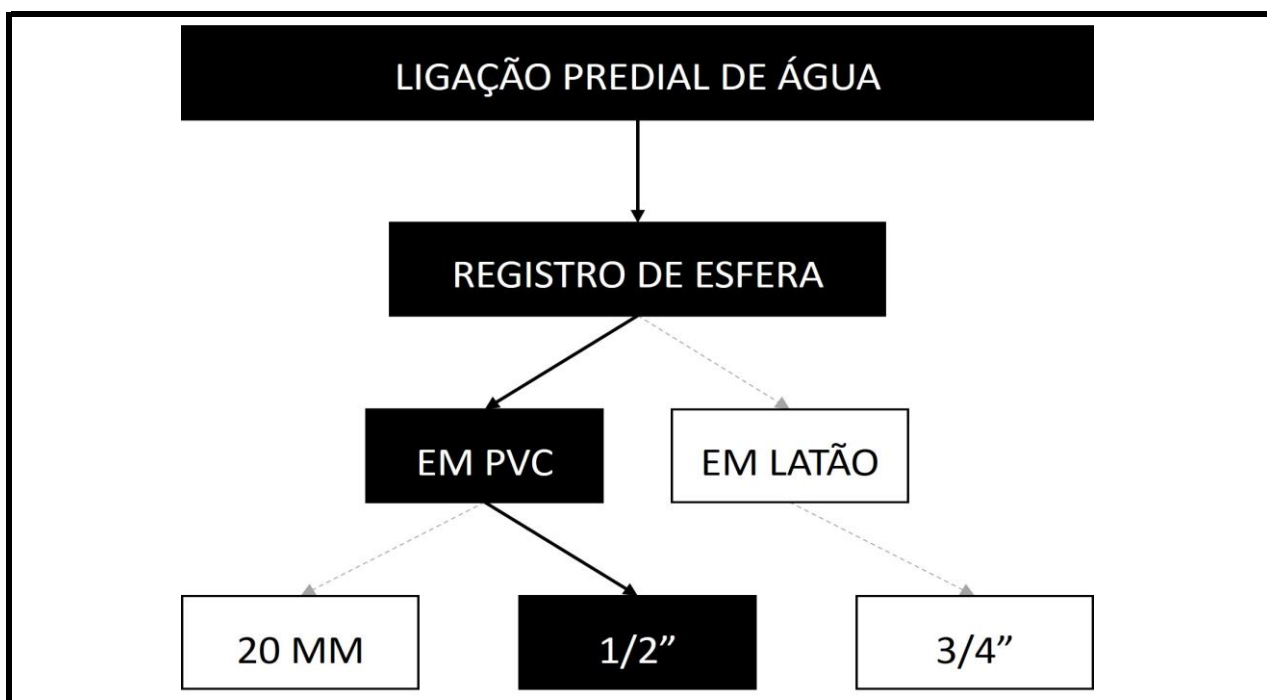 LIGAÇÃO PREDIAL DE ÁGUA
REGISTRO DE ESFERA
EM PVC
EM LATÃO
20 MM
1/2”
3/4”